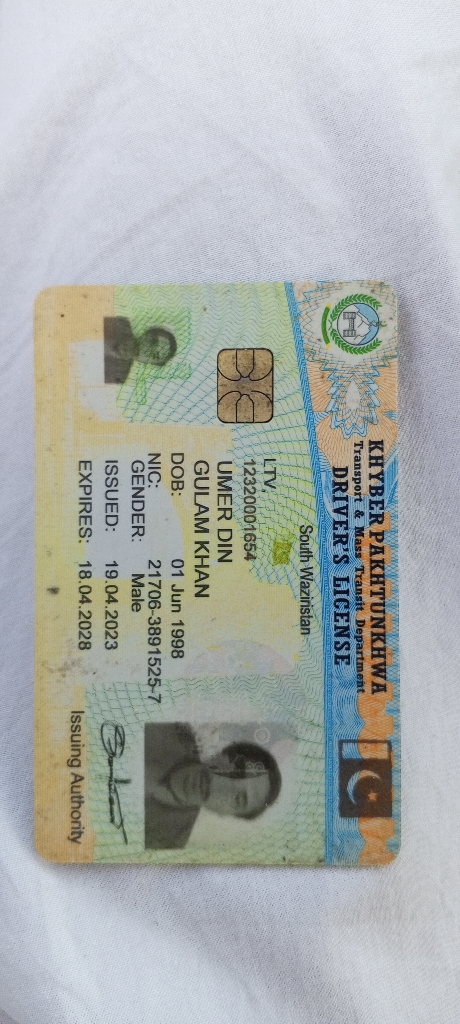 KHYBER PAKHTUNKHWA
Transport & Mass Transit Department
DRIVER'S LICENSE
South Waziristan
LTV:
12320001654
UMER DIN
GULAM KHAN
DOB: 01 Jun 1998
NIC: 21706-3891525-7
GENDER: Male
ISSUED: 19.04.2023
EXPIRES: 18.04.2028
Issuing Authority